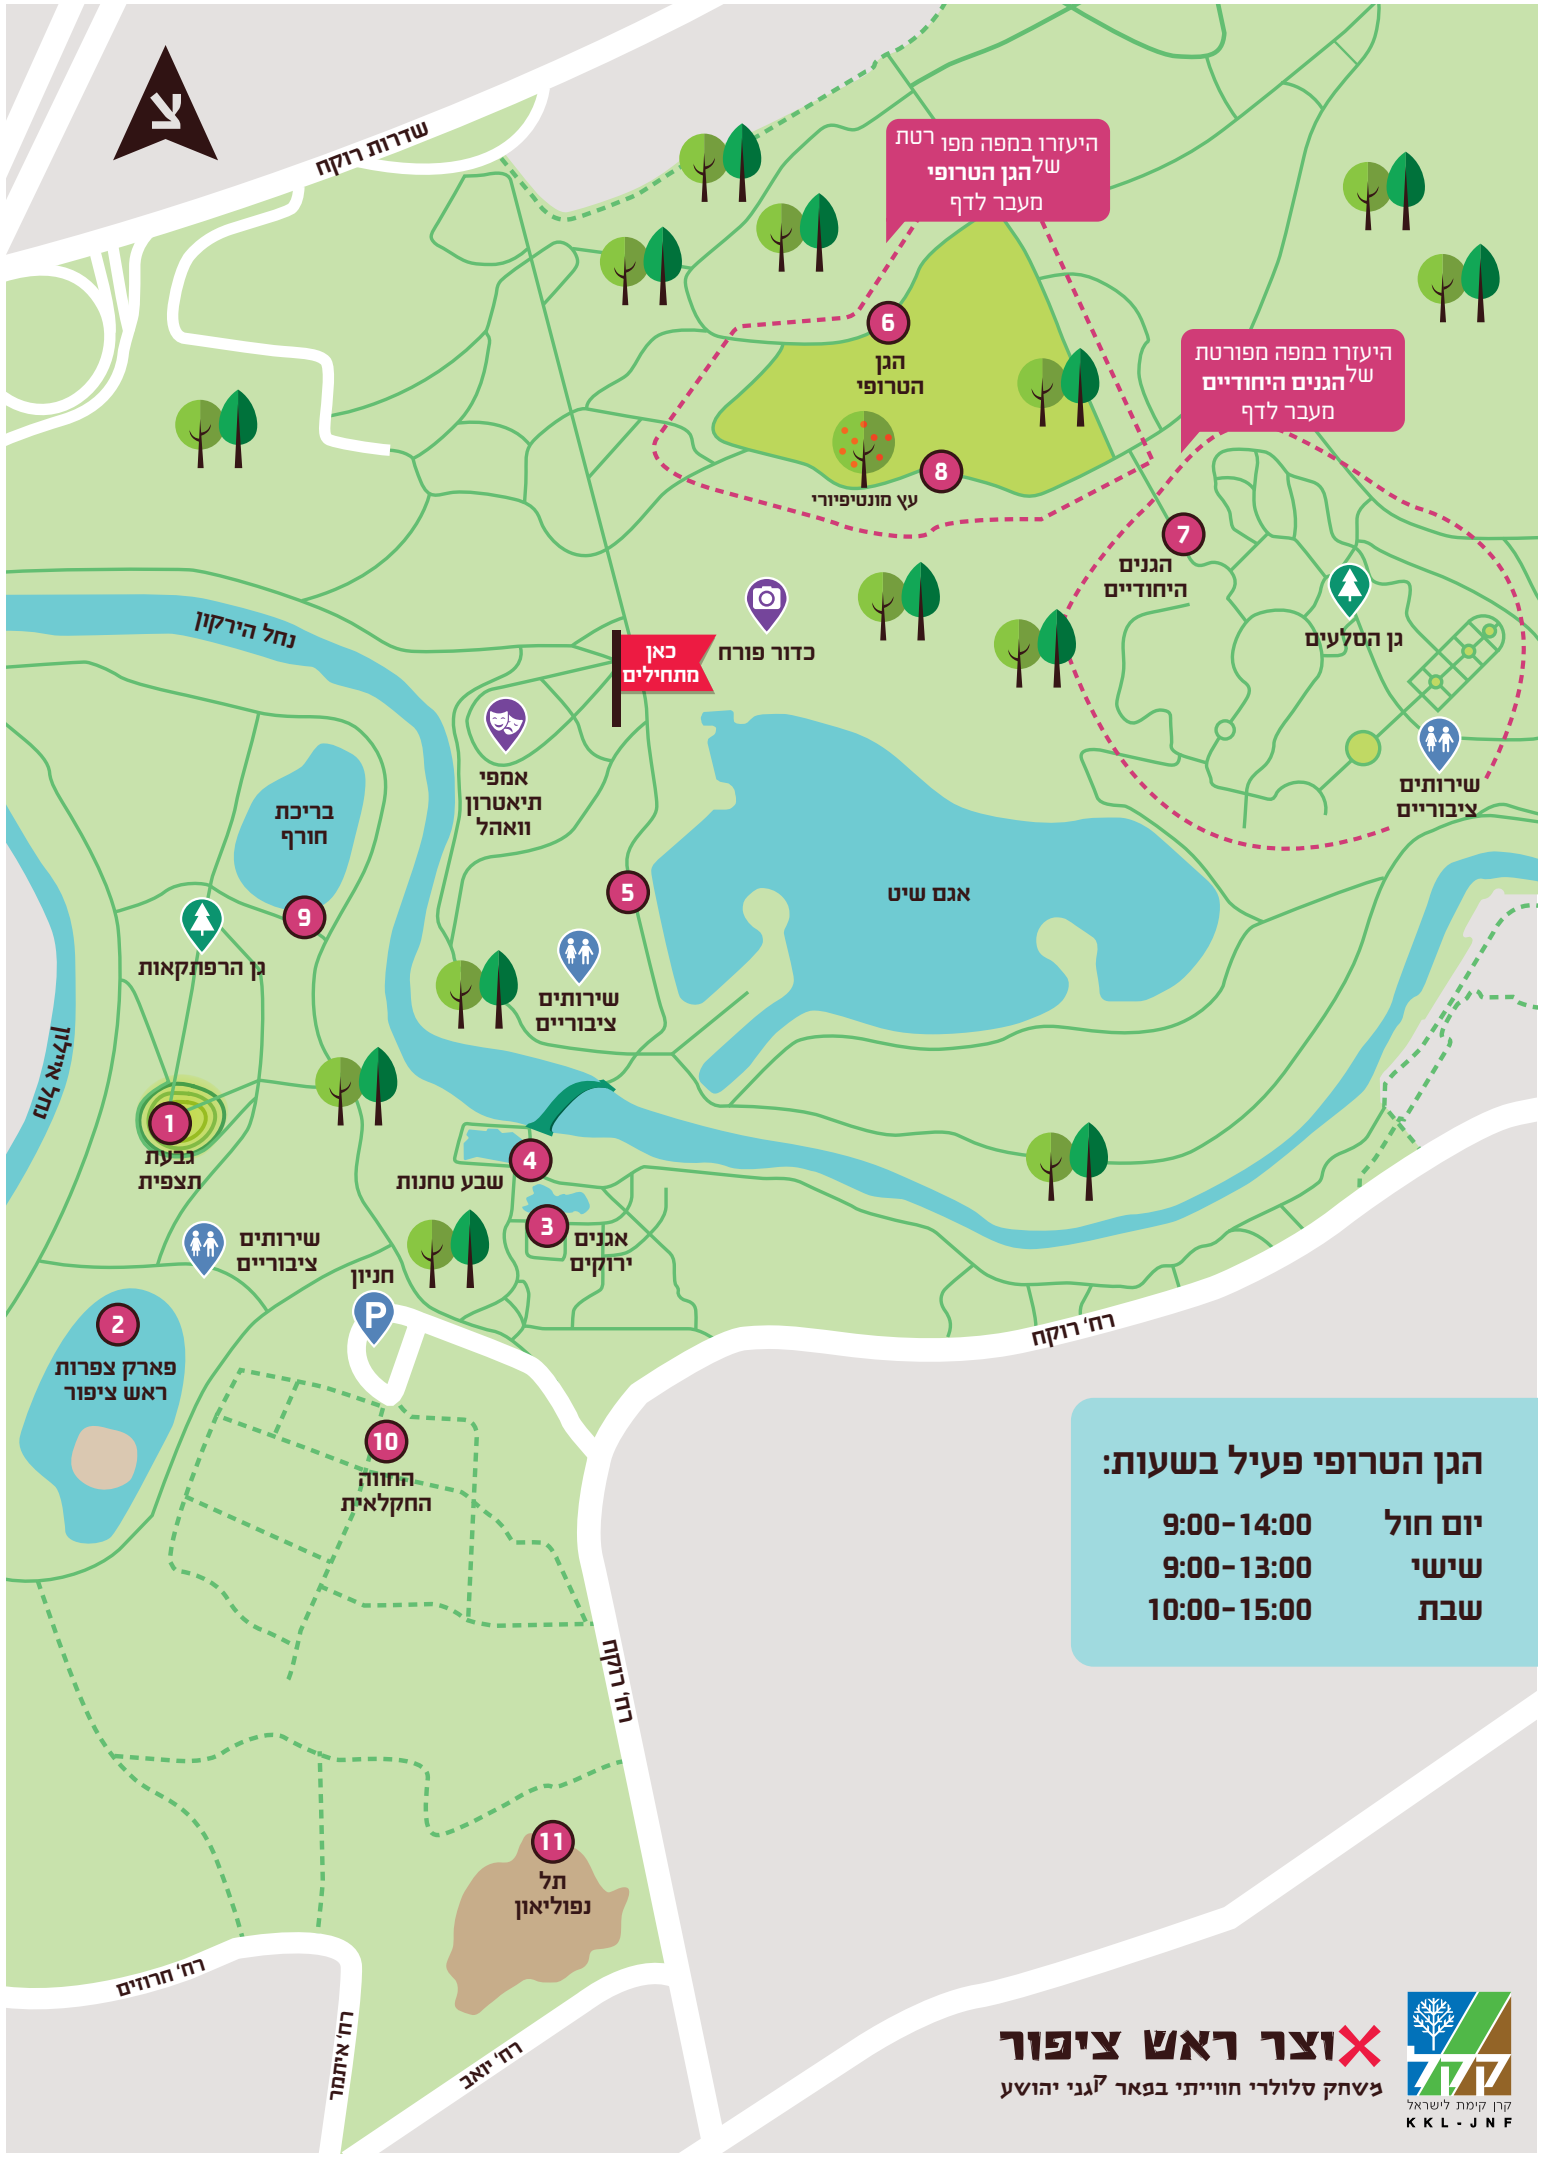 צ
שדרות רוקח
היעזרו במפה מפו רטת
של הגן הטרופי
מעבר לדף
6
הגן
הטרופי
היעזרו במפה מפורטת
של הגנים היחודיים
מעבר לדף
8
עץ מונטיפיורי
7
הגנים
היחודיים
גן הסלעים
נחל הירקון
כאן
מתחילים
כדור פורח
אמפי
תיאטרון
וואהל
שירותים
ציבוריים
בריכת
חורף
5
אגם שיט
9
גן הרפתקאות
שירותים
ציבוריים
נחל איילון
1
גבעת
תצפית
4
שבע טחנות
3
אגנים
ירוקים
שירותים
ציבוריים
חניון
P
2
פארק צפרות
ראש ציפור
רח' רוקח
10
החווה
החקלאית
הגן הטרופי פעיל בשעות:
יום חול 9:00-14:00
שישי 9:00-13:00
שבת 10:00-15:00
רח' רוקח
11
תל
נפוליאון
רח' חרוזים
רח' איתמר
רח' יואב
אוצר ראש ציפור
משחק סלולרי חווייתי בפאר קגני יהושע
קקל
קרן קימת לישראל
KKL-JNF